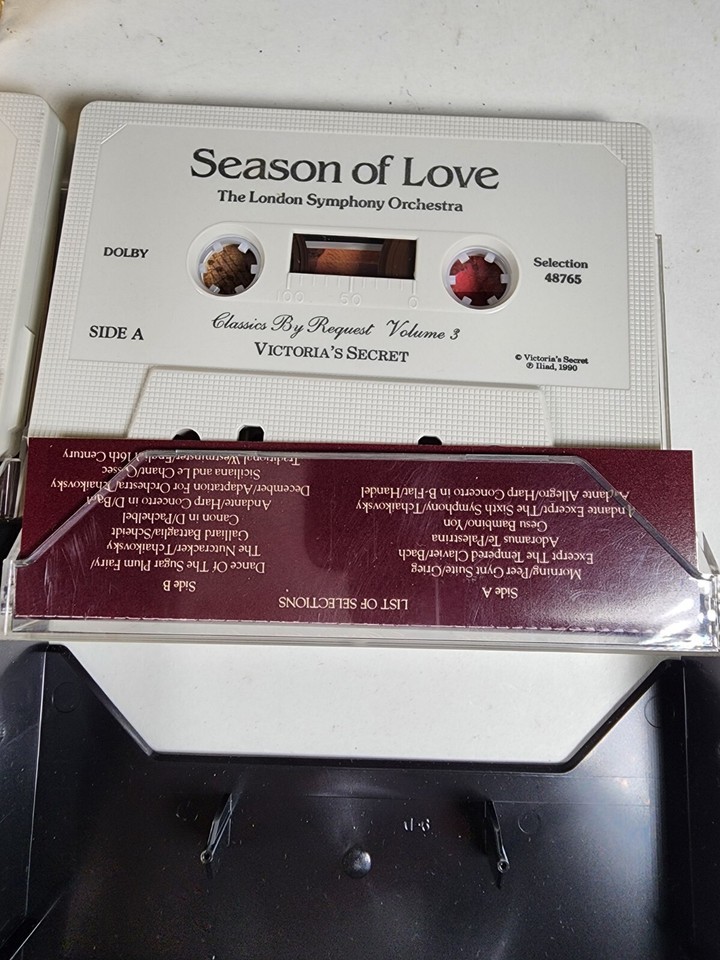 Season of Love
The London Symphony Orchestra
DOLBY
Selection
48765
100 50 0
SIDE A
Classics By Request Volume 3
VICTORIA'S SECRET
© Victoria's Secret
℗ Iliad, 1990
LIST OF SELECTIONS
Side A
Morning/Peer Gynt Suite/Grieg
Excerpt The Tempered Clavier/Bach
Adoramus Te/Palestrina
Gesu Bambino/Yon
Andante Excerpt/The Sixth Symphony/Tchaikovsky
Andante Allegro/Harp Concerto in B-Flat/Handel
Side B
Dance Of The Sugar Plum Fairy/
The Nutcracker/Tchaikovsky
Galliard Battaglia/Scheidt
Canon in D/Pachelbel
Andante/Harp Concerto in D/
December/Adaptation For Orchestra/Tchaikovsky
Siciliana and Le Chant/Gossec
Traditional Westminster/ 16th Century